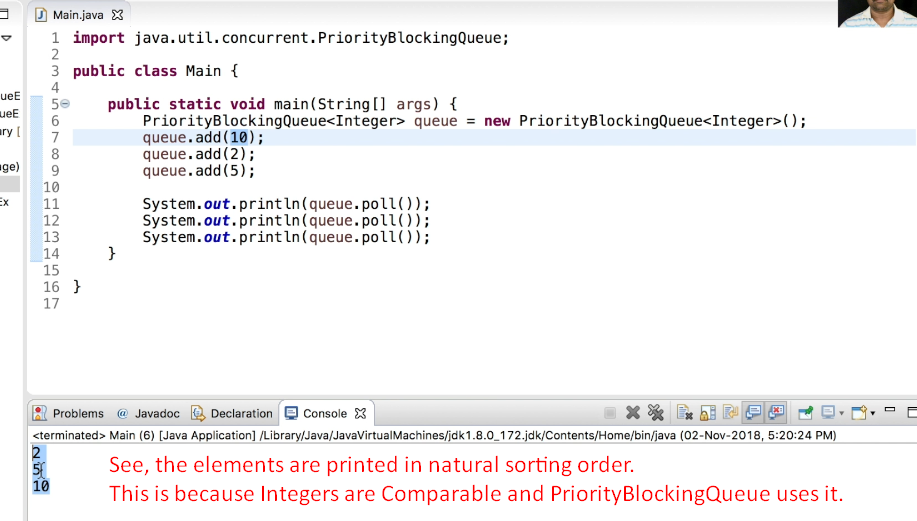 Main.java
ueE
ueE
ary [
ge)
Ex
1 import java.util.concurrent.PriorityBlockingQueue;
2
3 public class Main {
4
5 public static void main(String[] args) {
6 PriorityBlockingQueue<Integer> queue = new PriorityBlockingQueue<Integer>();
7 queue.add(10);
8 queue.add(2);
9 queue.add(5);
10
11 System.out.println(queue.poll());
12 System.out.println(queue.poll());
13 System.out.println(queue.poll());
14 }
15
16 }
17
Problems @ Javadoc Declaration Console
<terminated> Main (6) [Java Application] /Library/Java/JavaVirtualMachines/jdk1.8.0_172.jdk/Contents/Home/bin/java (02-Nov-2018, 5:20:24 PM)
2
5
10
See, the elements are printed in natural sorting order.
This is because Integers are Comparable and PriorityBlockingQueue uses it.